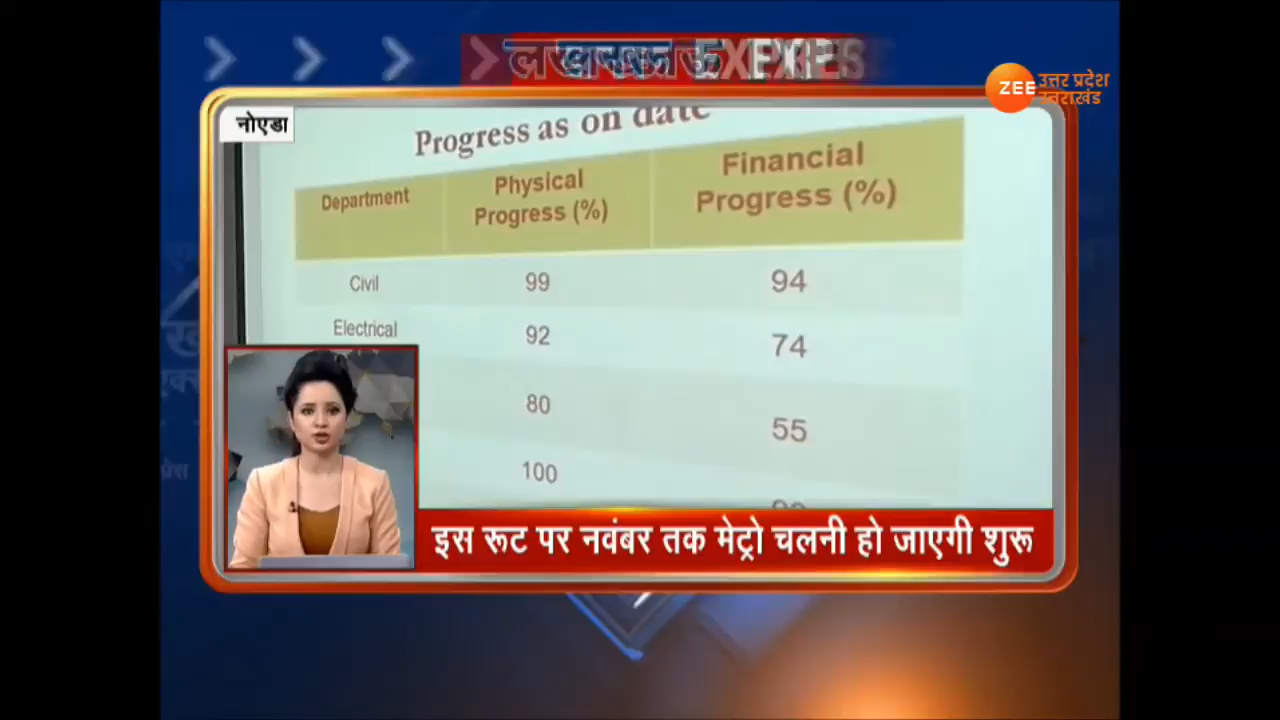 ZEE
उत्तर प्रदेश
उत्तराखंड
नोएडा
Progress as on date
Department
Physical
Progress (%)
Financial
Progress (%)
Civil 99 94
Electrical 92 74
80 55
100
इस रूट पर नवंबर तक मेट्रो चलनी हो जाएगी शुरू